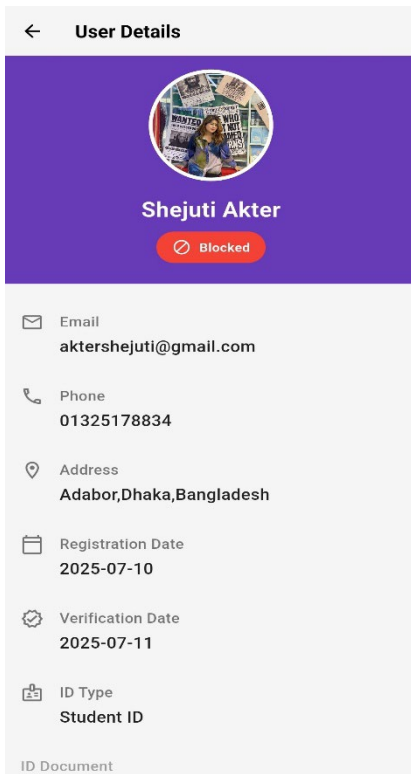 User Details
WANTED
Shejuti Akter
Blocked
Email
aktershejuti@gmail.com
Phone
01325178834
Address
Adabor,Dhaka,Bangladesh
Registration Date
2025-07-10
Verification Date
2025-07-11
ID Type
Student ID
ID Document